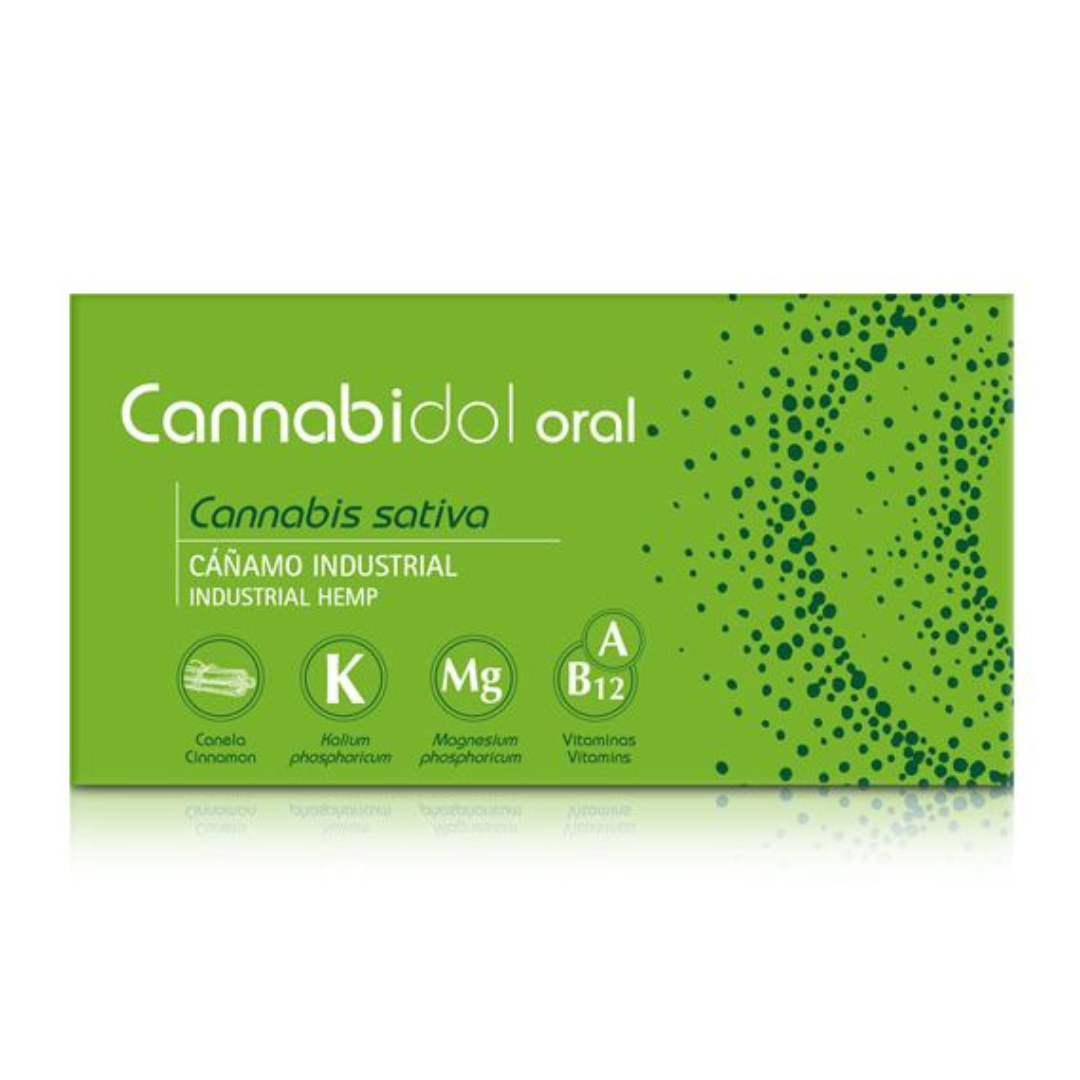 Cannabidol oral
Cannabis sativa
CÁÑAMO INDUSTRIAL
INDUSTRIAL HEMP
K
Mg
A
B12
Canela
Cinnamon
Kalium
phosphoricum
Magnesium
phosphoricum
Vitaminas
Vitamins